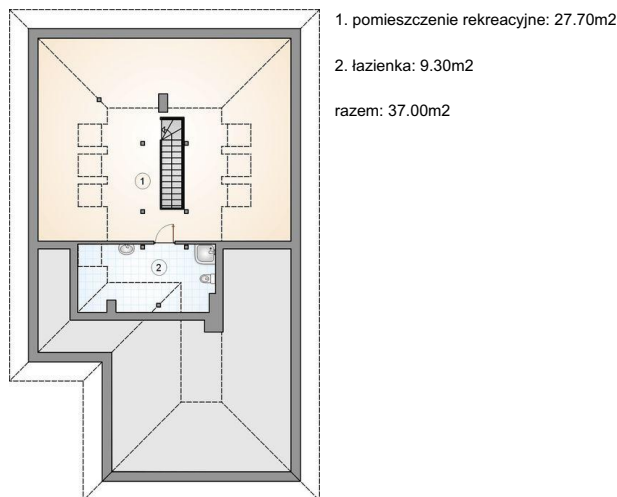 1. pomieszczenie rekreacyjne: 27.70m2
2. łazienka: 9.30m2
razem: 37.00m2
1
2